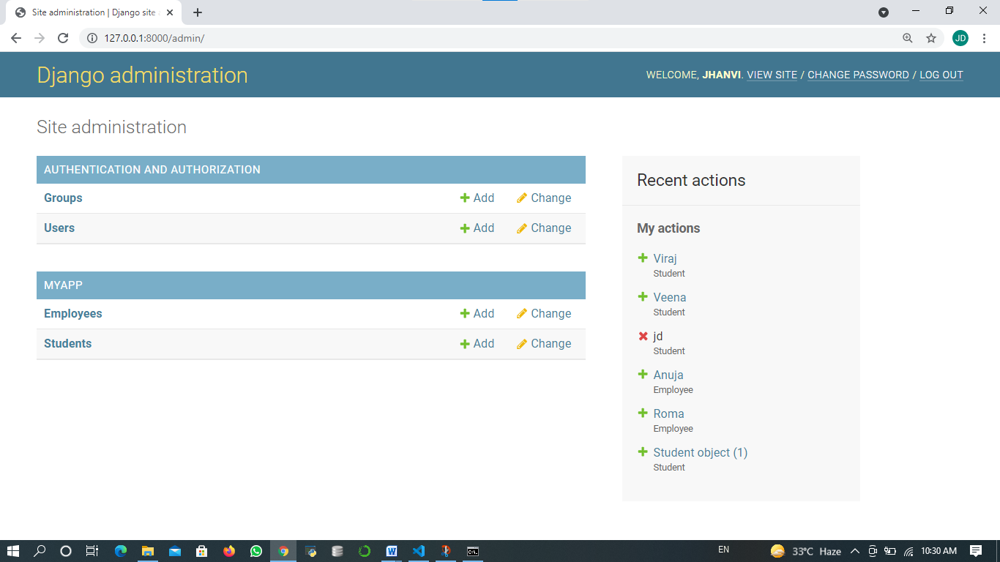 Site administration | Django site
127.0.0.1:8000/admin/
JD
Django administration
WELCOME, JHANVI. VIEW SITE / CHANGE PASSWORD / LOG OUT
Site administration
AUTHENTICATION AND AUTHORIZATION
Groups Add Change
Users Add Change
MYAPP
Employees Add Change
Students Add Change
Recent actions
My actions
Viraj
Student
Veena
Student
jd
Student
Anuja
Employee
Roma
Employee
Student object (1)
Student
EN 33°C Haze 10:30 AM